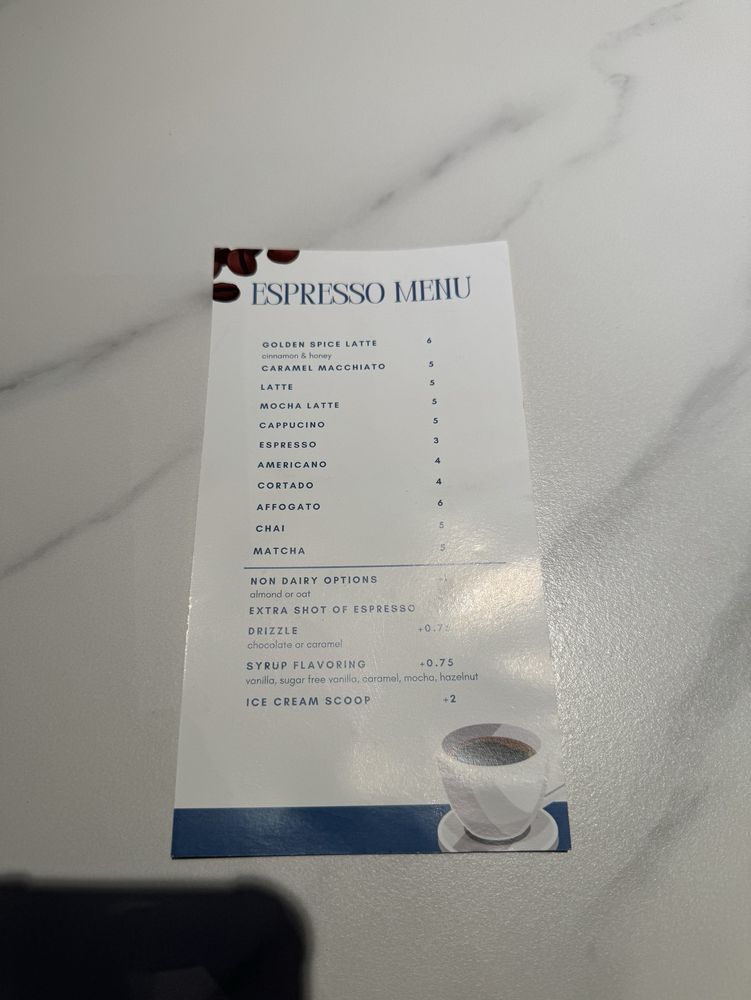 ESPRESSO MENU
GOLDEN SPICE LATTE 6
cinnamon & honey
CARAMEL MACCHIATO 5
LATTE 5
MOCHA LATTE 5
CAPPUCINO 5
ESPRESSO 3
AMERICANO 4
CORTADO 4
AFFOGATO 6
CHAI 5
MATCHA 5
NON DAIRY OPTIONS
almond or oat
EXTRA SHOT OF ESPRESSO
DRIZZLE +0.75
chocolate or caramel
SYRUP FLAVORING +0.75
vanilla, sugar free vanilla, caramel, mocha, hazelnut
ICE CREAM SCOOP +2